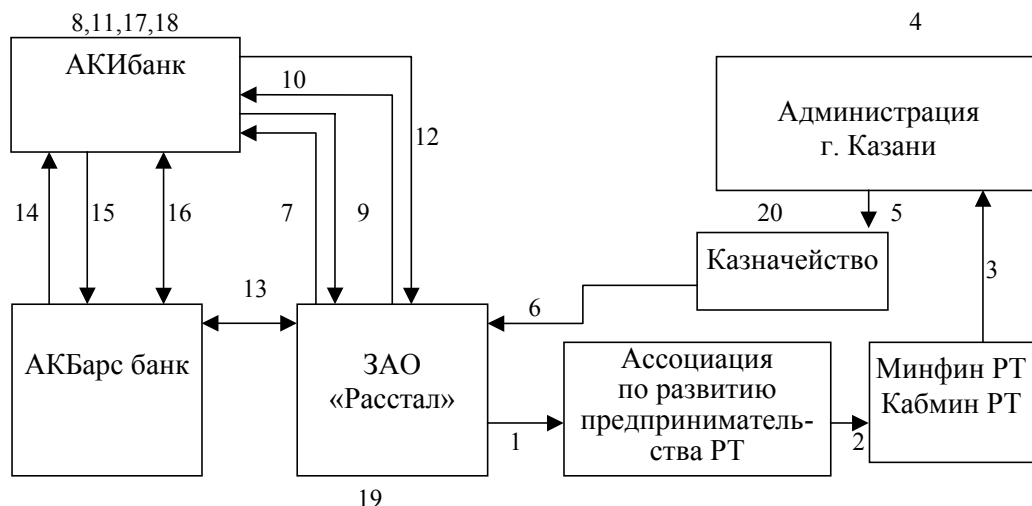 8,11,17,18
4
АКИбанк
10
12
Администрация
г. Казани
14
15
16
7
9
20
5
Казначейство
3
13
6
АКБарс банк
ЗАО
«Расстал»
Ассоциация
по развитию
предприниматель-
ства РТ
Минфин РТ
Кабмин РТ
1
2
19